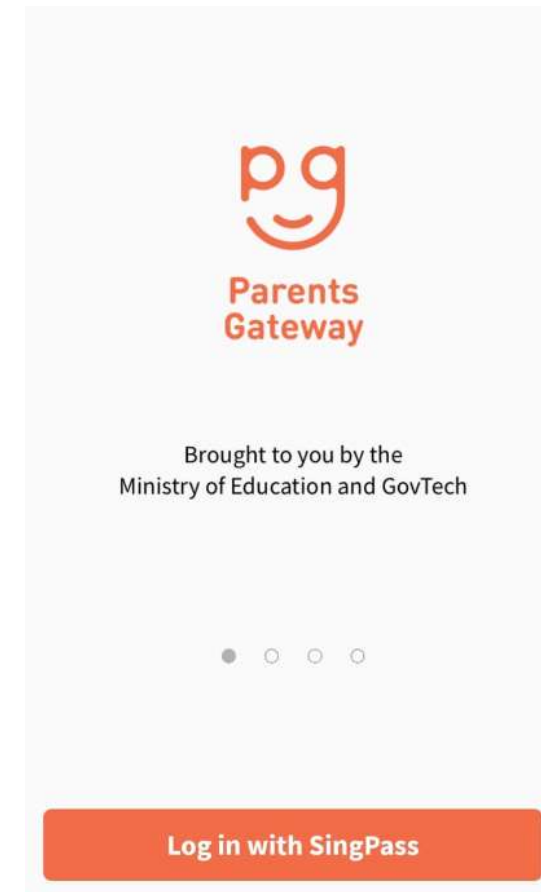 pg
Parents
Gateway
Brought to you by the
Ministry of Education and GovTech
Log in with SingPass